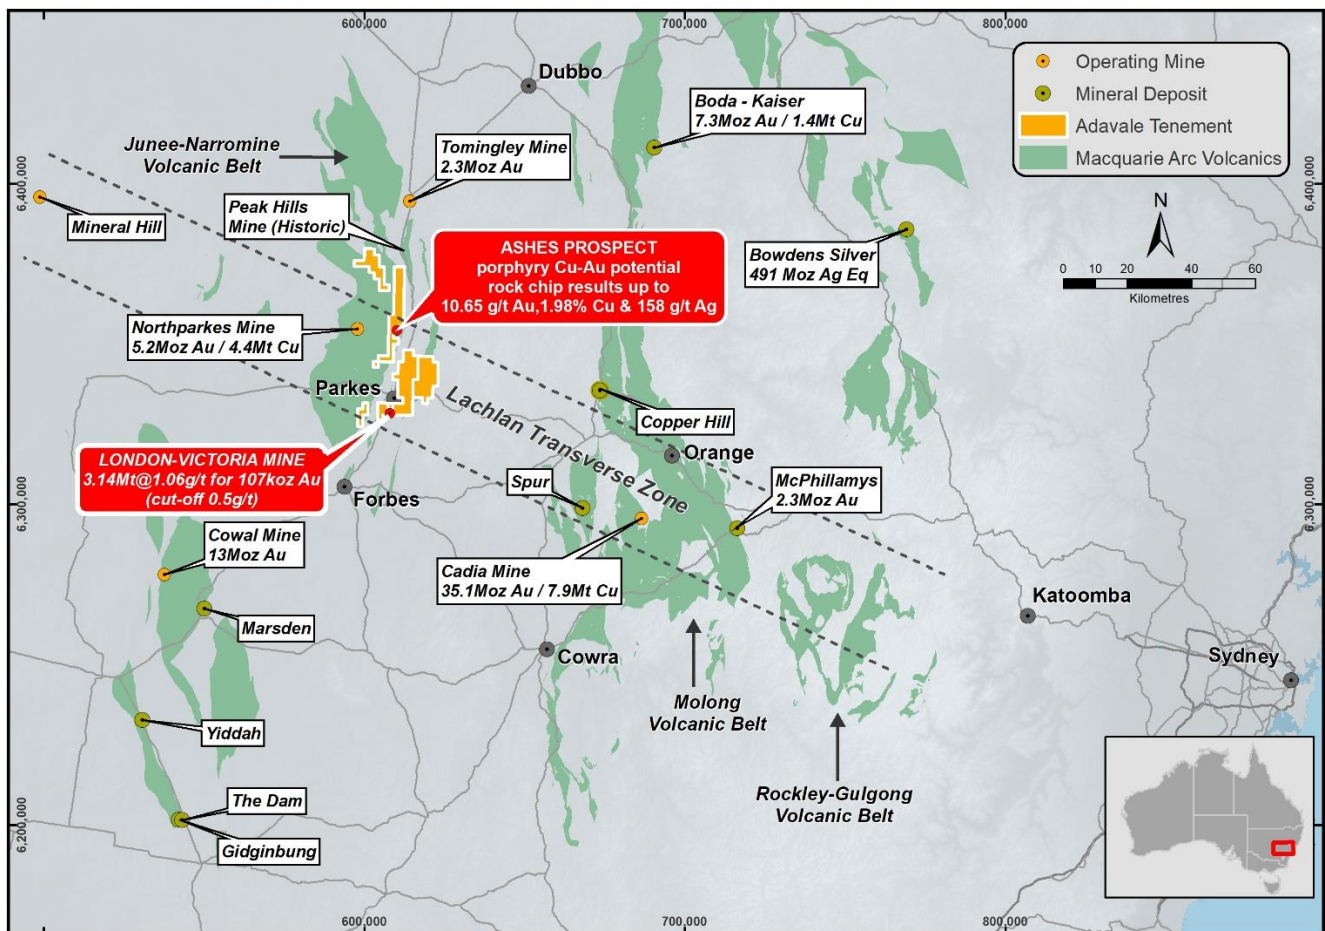 600,000
700,000
800,000
Operating Mine
Mineral Deposit
Adavale Tenement
Macquarie Arc Volcanics
N
0 10 20 30 40 60
Kilometres
6,400,000
6,400,000
Dubbo
Boda - Kaiser
7.3Moz Au / 1.4Mt Cu
Junee-Narromine
Volcanic Belt
Tomingley Mine
2.3Moz Au
Mineral Hill
Peak Hills
Mine (Historic)
ASHES PROSPECT
porphyry Cu-Au potential
rock chip results up to
10.65 g/t Au,1.98% Cu & 158 g/t Ag
Bowdens Silver
491 Moz Ag Eq
Northparkes Mine
5.2Moz Au / 4.4Mt Cu
Parkes
Lachlan Transverse Zone
Copper Hill
Orange
LONDON-VICTORIA MINE
3.14Mt@1.06g/t for 107koz Au
(cut-off 0.5g/t)
Forbes
Spur
McPhillamys
2.3Moz Au
6,300,000
6,300,000
Cowal Mine
13Moz Au
Cadia Mine
35.1Moz Au / 7.9Mt Cu
Katoomba
Marsden
Cowra
Sydney
Molong
Volcanic Belt
Yiddah
Rockley-Gulgong
Volcanic Belt
The Dam
Gidginbung
6,200,000
6,200,000
600,000
700,000
800,000